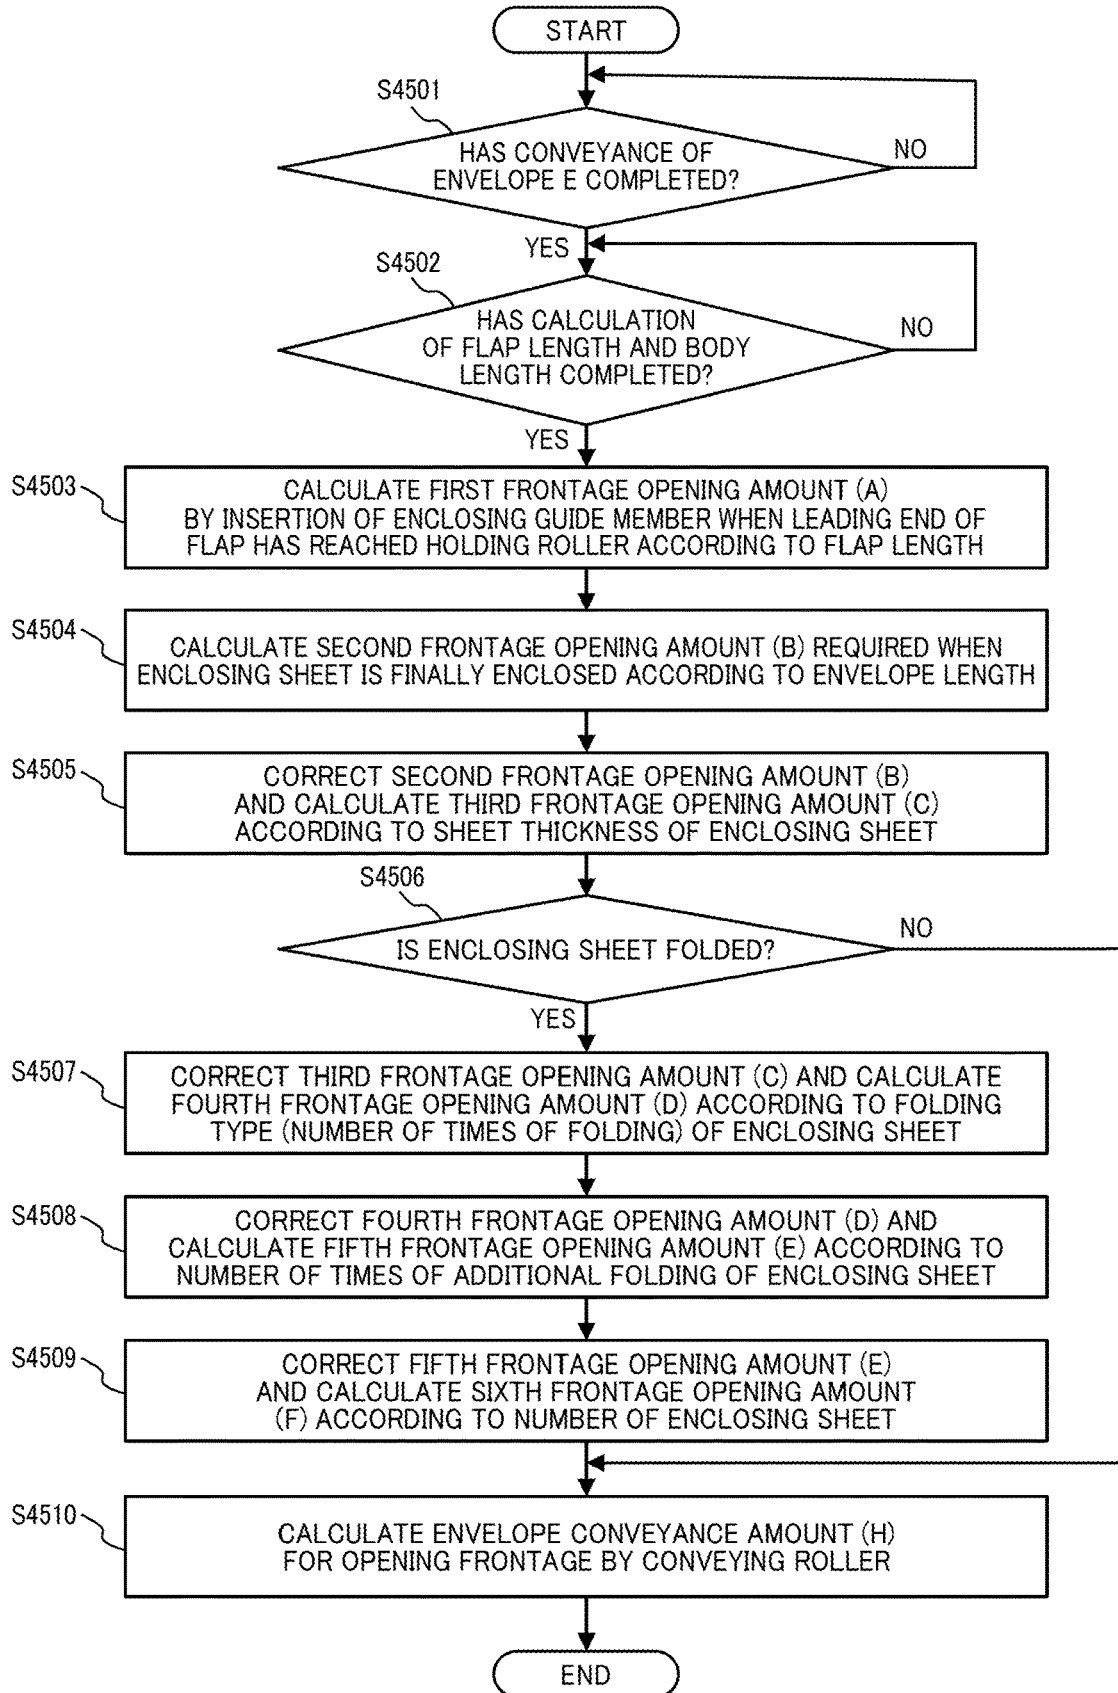 START
S4501
HAS CONVEYANCE OF
ENVELOPE E COMPLETED?
NO
YES
S4502
HAS CALCULATION
OF FLAP LENGTH AND BODY
LENGTH COMPLETED?
NO
YES
S4503
CALCULATE FIRST FRONTAGE OPENING AMOUNT (A)
BY INSERTION OF ENCLOSING GUIDE MEMBER WHEN LEADING END OF
FLAP HAS REACHED HOLDING ROLLER ACCORDING TO FLAP LENGTH
S4504
CALCULATE SECOND FRONTAGE OPENING AMOUNT (B) REQUIRED WHEN
ENCLOSING SHEET IS FINALLY ENCLOSED ACCORDING TO ENVELOPE LENGTH
S4505
CORRECT SECOND FRONTAGE OPENING AMOUNT (B)
AND CALCULATE THIRD FRONTAGE OPENING AMOUNT (C)
ACCORDING TO SHEET THICKNESS OF ENCLOSING SHEET
S4506
IS ENCLOSING SHEET FOLDED?
NO
YES
S4507
CORRECT THIRD FRONTAGE OPENING AMOUNT (C) AND CALCULATE
FOURTH FRONTAGE OPENING AMOUNT (D) ACCORDING TO FOLDING
TYPE (NUMBER OF TIMES OF FOLDING) OF ENCLOSING SHEET
S4508
CORRECT FOURTH FRONTAGE OPENING AMOUNT (D) AND
CALCULATE FIFTH FRONTAGE OPENING AMOUNT (E) ACCORDING TO
NUMBER OF TIMES OF ADDITIONAL FOLDING OF ENCLOSING SHEET
S4509
CORRECT FIFTH FRONTAGE OPENING AMOUNT (E)
AND CALCULATE SIXTH FRONTAGE OPENING AMOUNT
(F) ACCORDING TO NUMBER OF ENCLOSING SHEET
S4510
CALCULATE ENVELOPE CONVEYANCE AMOUNT (H)
FOR OPENING FRONTAGE BY CONVEYING ROLLER
END